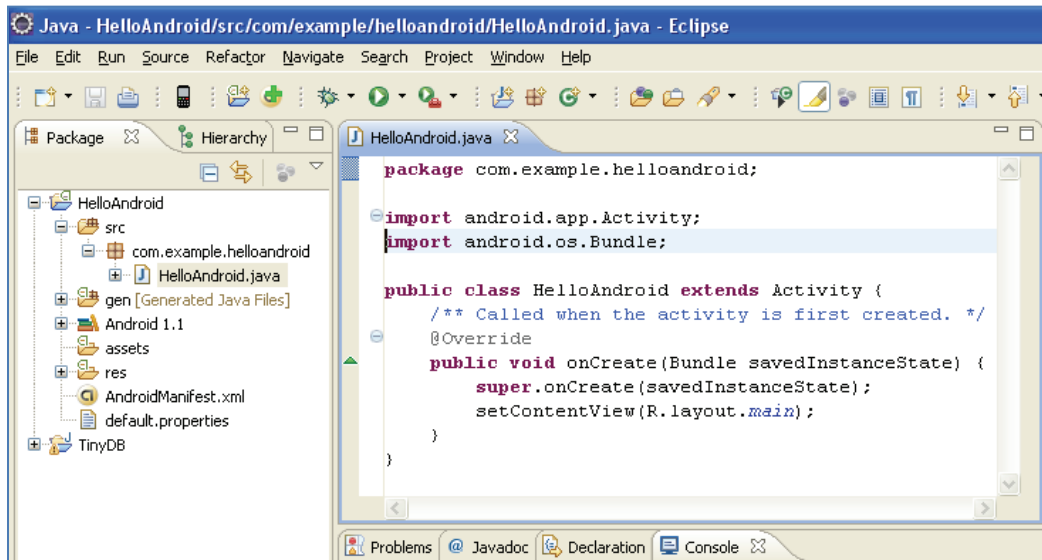 Java - HelloAndroid/src/com/example/helloandroid/HelloAndroid.java - Eclipse
File Edit Run Source Refactor Navigate Search Project Window Help
Package Hierarchy
HelloAndroid
src
com.example.helloandroid
HelloAndroid.java
gen [Generated Java Files]
Android 1.1
assets
res
AndroidManifest.xml
default.properties
TinyDB
HelloAndroid.java
package com.example.helloandroid;
import android.app.Activity;
import android.os.Bundle;
public class HelloAndroid extends Activity {
/** Called when the activity is first created. */
@Override
public void onCreate(Bundle savedInstanceState) {
super.onCreate(savedInstanceState);
setContentView(R.layout.main);
}
}
Problems @ Javadoc Declaration Console